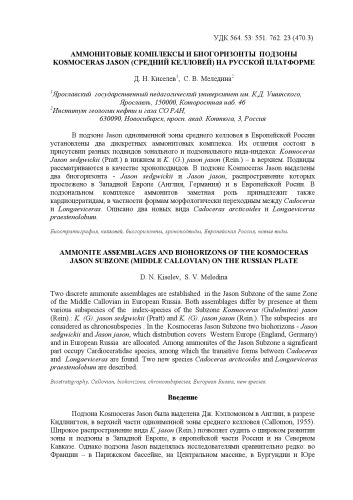 УДК 564. 53: 551. 762. 23 (470.3)
АММОНИТОВЫЕ КОМПЛЕКСЫ И БИОГОРИЗОНТЫ ПОДЗОНЫ
KOSMOCERAS JASON (СРЕДНИЙ КЕЛЛОВЕЙ) НА РУССКОЙ ПЛАТФОРМЕ
Д. Н. Киселев1, С. В. Меледина2
1Ярославский государственный педагогический университет им. К.Д. Ушинского,
Ярославль, 150000, Которостная наб. 46
2Институт геологии нефти и газа СО РАН,
630090, Новосибирск, просп. акад. Коптюга, 3, Россия
В подзоне Jason одноименной зоны среднего келловея в Европейской России
установлены два дискретных аммонитовых комплекса. Их отличия состоят в
присутствии разных подвидов зонального и подзонального вида-индекса: Kosmoceras
Jason sedgwickii (Pratt.) в нижнем и K. (G.) jason jason (Rein.) – в верхнем. Подвиды
рассматриваются в качестве хроноподвидов. В подзоне Kosmoceras Jason выделены
два биогоризонта - Jason sedgwickii и Jason jason, распространение которых
прослежено в Западной Европе (Англия, Германия) и в Европейской России. В
подзональном комплексе аммонитов заметная роль принадлежит также
кардиоцератидам, в частности формам морфологически переходным между Cadoceras
и Longaeviceras. Описано два новых вида Cadoceras arcticoides и Longaeviceras
praestenolobum.
Биостратиграфия, келловей, биогоризонты, хроноподвиды, Европейская Россия, новые виды.
AMMONITE ASSEMBLAGES AND BIOHORIZONS OF THE KOSMOCERAS
JASON SUBZONE (MIDDLE CALLOVIAN) ON THE RUSSIAN PLATE
D. N. Kiselev, S. V. Meledina
Two discrete ammonite assemblages are established in the Jason Subzone of the same Zone
of the Middle Callovian in European Russia. Both assemblages differ by presence at them
various subspecies of the index-species of the Subzone Kosmoceras (Gulielmites) jason
(Rein).: K. (G). jason sedgwickii (Pratt) and K. (G). jason jason (Rein.). The subspecies are
considered as chronosubspecies. In the Kosmoceras Jason Subzone two biohorizons - Jason
sedgwickii and Jason jason, which distribution covers Western Europe (England, Germany)
and in European Russia are allocated. Among ammonites of the Jason Subzone a significant
part occupy Cardioceratidae species, among which the transitive forms between Cadoceras
and Longaeviceras are found. Two new species Cadoceras arcticoides and Longaeviceras
praestenolobum are described.
Biostratigraphy, Callovian, biohorizons, chronosubspecies, European Russia, new species.
Введение
Подзона Kosmoceras Jason была выделена Дж. Кэлломоном в Англии, в разрезе
Кидлингтон, в верхней части одноименной зоны среднего келловея (Callomon, 1955).
Широкое распространение вида K. jason (Rein.) позволяет судить о широком развитии
зоны и подзоны в Западной Европе, в европейской части России и на Северном
Кавказе. Однако подзона Jason выделялась исследователями сравнительно редко: во
Франции – в Парижском бассейне, на Центральном массиве, в Бургундии и Юре